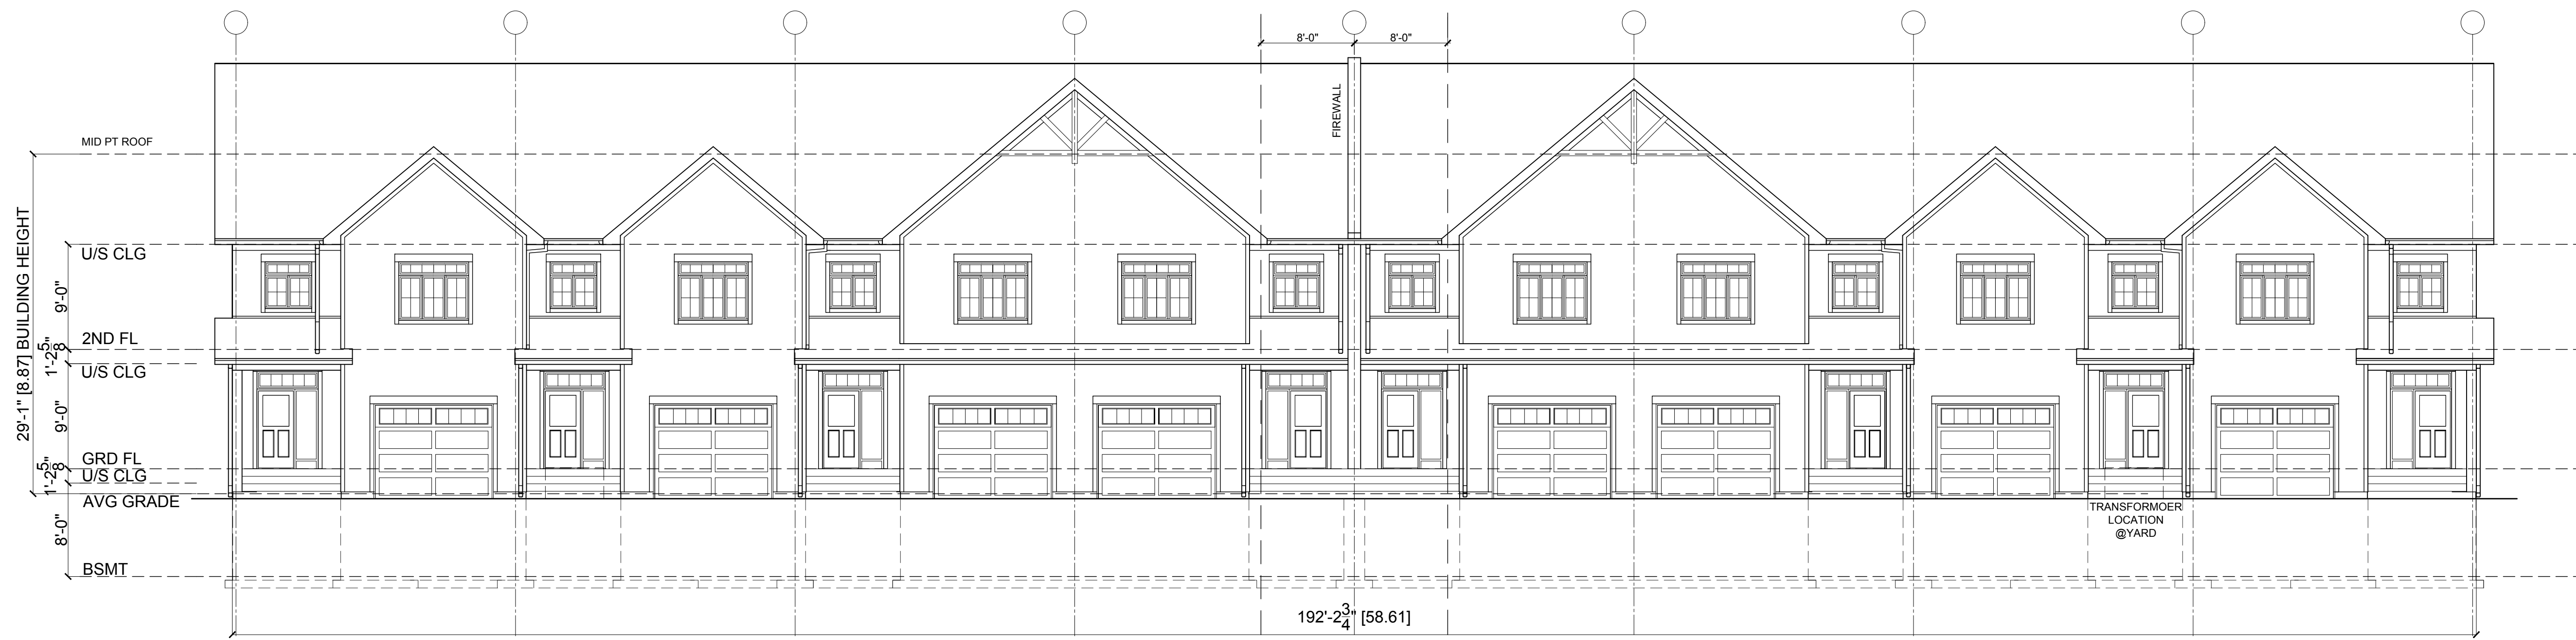 8'-0" 8'-0"
FIREWALL
MID PT ROOF
U/S CLG
9'-0"
29'-1" [8.87] BUILDING HEIGHT
2ND FL
1'-2 5/8"
U/S CLG
9'-0"
GRD FL
1'-2 5/8"
U/S CLG
AVG GRADE
8'-0"
BSMT
TRANSFORMOER
LOCATION
@YARD
192'-2 3/4" [58.61]